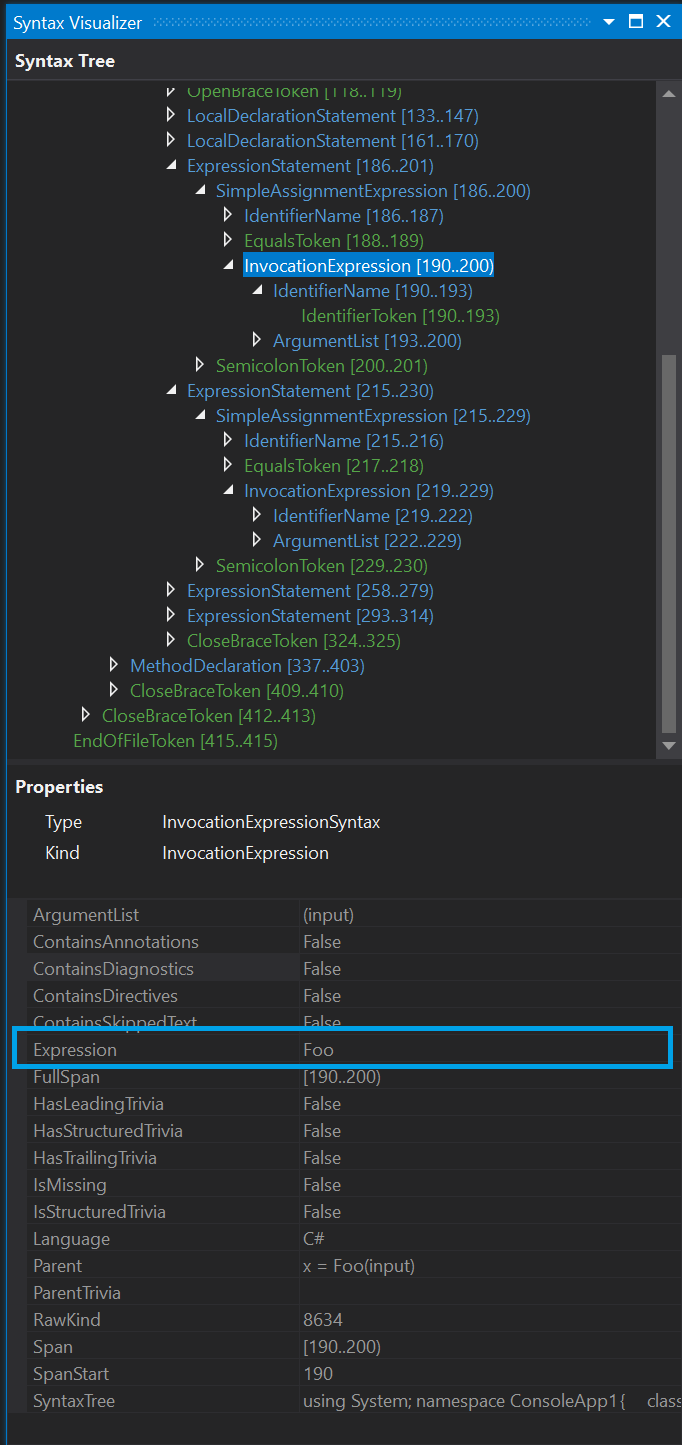 Syntax Visualizer
Syntax Tree
OpenBraceToken [118..119)
LocalDeclarationStatement [133..147)
LocalDeclarationStatement [161..170)
ExpressionStatement [186..201)
SimpleAssignmentExpression [186..200)
IdentifierName [186..187)
EqualsToken [188..189)
InvocationExpression [190..200)
IdentifierName [190..193)
IdentifierToken [190..193)
ArgumentList [193..200)
SemicolonToken [200..201)
ExpressionStatement [215..230)
SimpleAssignmentExpression [215..229)
IdentifierName [215..216)
EqualsToken [217..218)
InvocationExpression [219..229)
IdentifierName [219..222)
ArgumentList [222..229)
SemicolonToken [229..230)
ExpressionStatement [258..279)
ExpressionStatement [293..314)
CloseBraceToken [324..325)
MethodDeclaration [337..403)
CloseBraceToken [409..410)
CloseBraceToken [412..413)
EndOfFileToken [415..415)
Properties
Type InvocationExpressionSyntax
Kind InvocationExpression
ArgumentList (input)
ContainsAnnotations False
ContainsDiagnostics False
ContainsDirectives False
ContainsSkippedText False
Expression Foo
FullSpan [190..200)
HasLeadingTrivia False
HasStructuredTrivia False
HasTrailingTrivia False
IsMissing False
IsStructuredTrivia False
Language C#
Parent x = Foo(input)
ParentTrivia
RawKind 8634
Span [190..200)
SpanStart 190
SyntaxTree using System; namespace ConsoleApp1{ clas